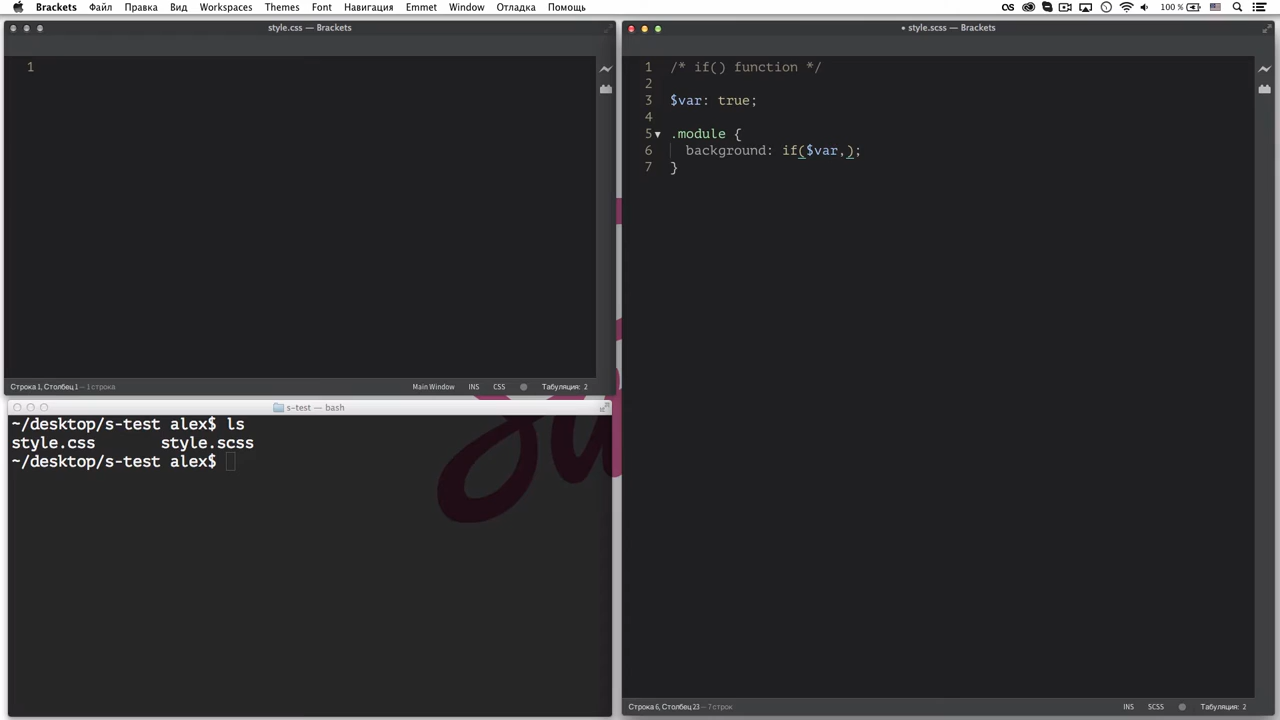 Brackets Файл Правка Вид Workspaces Themes Font Навигация Emmet Window Отладка Помощь 100 %
style.css — Brackets
1
Строка 1, Столбец 1 — 1 строка Main Window INS CSS Табуляция: 2
s-test — bash
~/desktop/s-test alex$ ls
style.css style.scss
~/desktop/s-test alex$
• style.scss — Brackets
1 /* if() function */
2
3 $var: true;
4
5 .module {
6 background: if($var,);
7 }
Строка 6, Столбец 23 — 7 строк INS SCSS Табуляция: 2